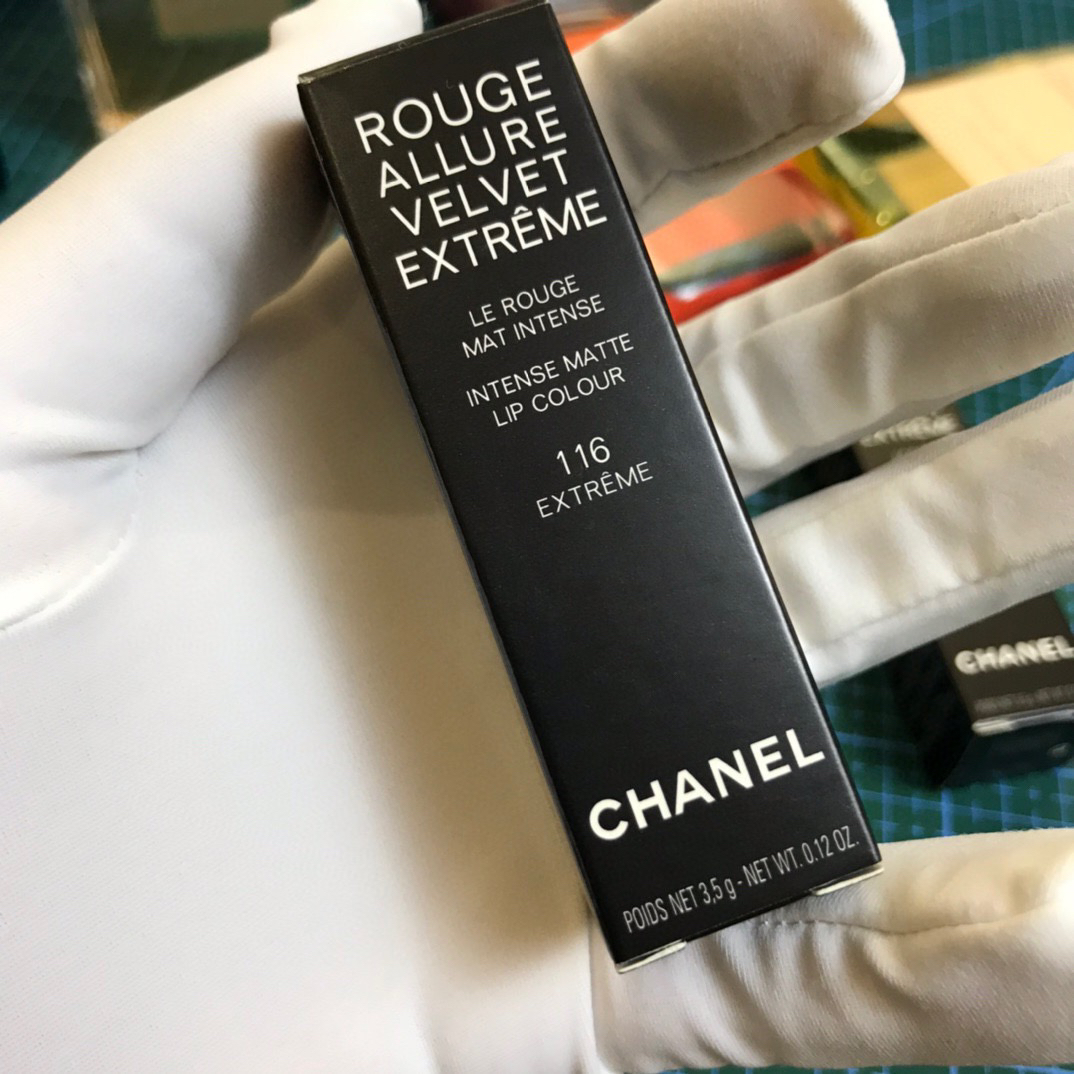 ROUGE
ALLURE
VELVET
EXTRÊME
LE ROUGE
MAT INTENSE
INTENSE MATTE
LIP COLOUR
116
EXTRÊME
CHANEL
POIDS NET 3,5 g - NET WT. 0.12 OZ.
EXTRÊME
CHANEL